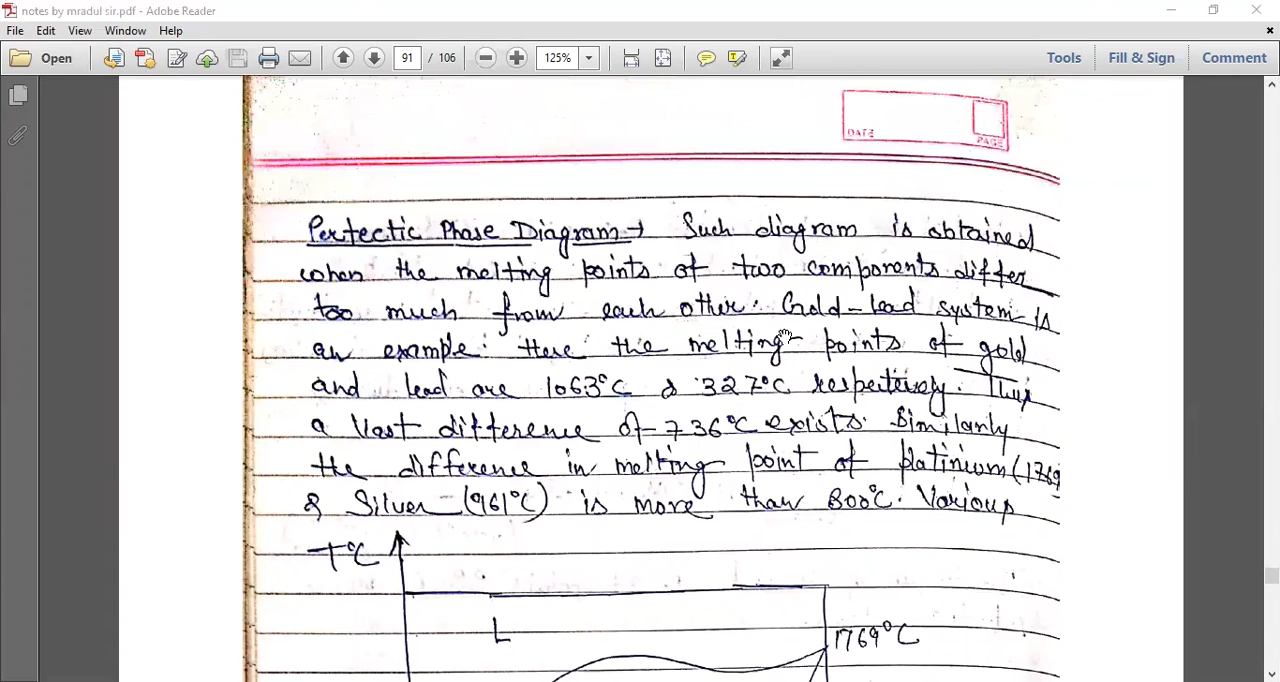 notes by mradul sir.pdf - Adobe Reader
File Edit View Window Help
Open 91 / 106 125% Tools Fill & Sign Comment
DATE
PAGE
Peritectic Phase Diagram → Such diagram is obtained
when the melting points of two components differ
too much from each other. Gold-lead system is
an example. Here the melting points of gold
and lead are 1063°C & 327°C respectively. Thus
a Vast difference of 736°C exists. Similarly
the difference in melting point of platinium (1769
& Silver (961°C) is more than 800°C. Various
T°C
L
1769°C